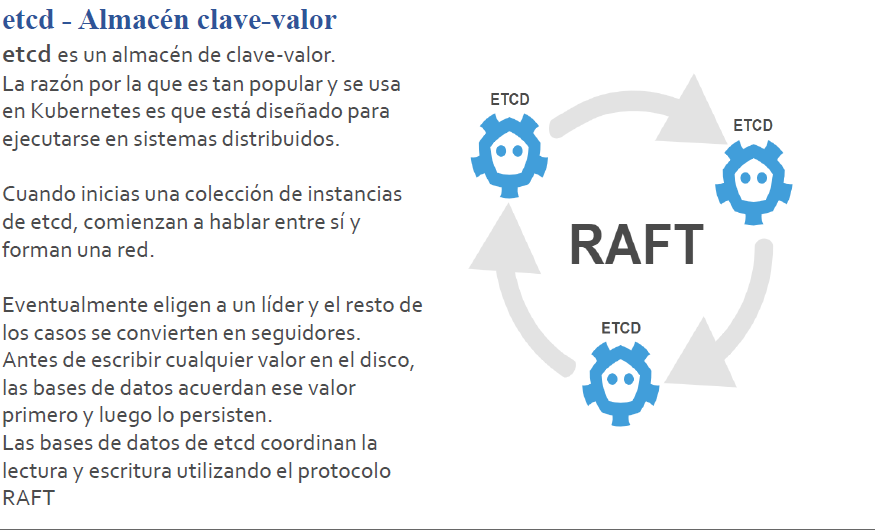 etcd - Almacén clave-valor
etcd es un almacén de clave-valor.
La razón por la que es tan popular y se usa
en Kubernetes es que está diseñado para
ejecutarse en sistemas distribuidos.
Cuando inicias una colección de instancias
de etcd, comienzan a hablar entre sí y
forman una red.
Eventualmente eligen a un líder y el resto de
los casos se convierten en seguidores.
Antes de escribir cualquier valor en el disco,
las bases de datos acuerdan ese valor
primero y luego lo persisten.
Las bases de datos de etcd coordinan la
lectura y escritura utilizando el protocolo
RAFT
ETCD
ETCD
RAFT
ETCD